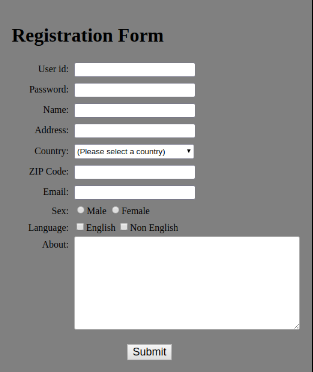 Registration Form
User id:
Password:
Name:
Address:
Country: (Please select a country)
ZIP Code:
Email:
Sex: Male Female
Language: English Non English
About:
Submit